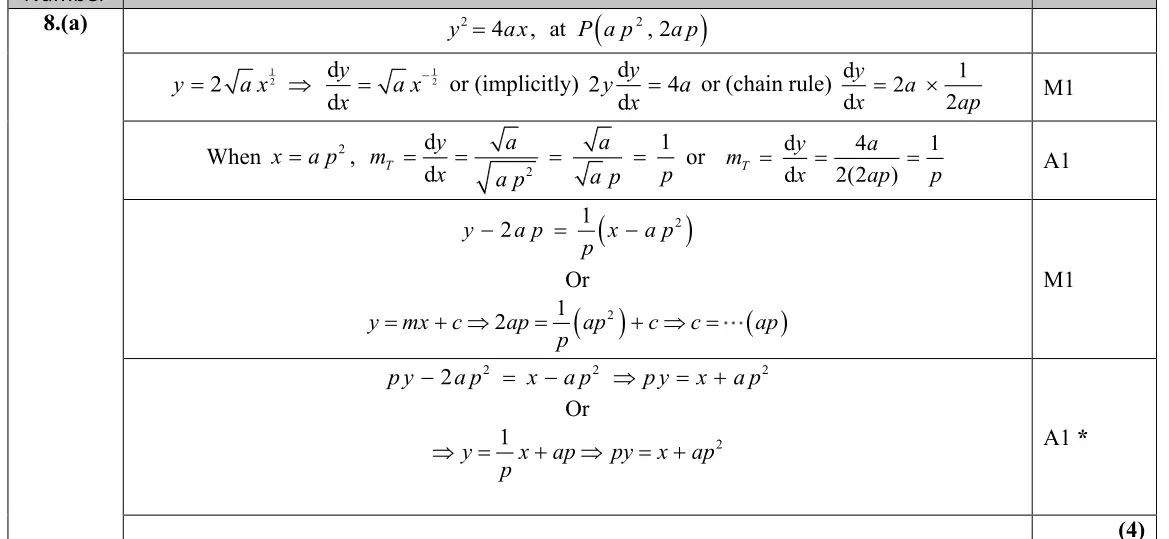 Number
8.(a)
y² = 4ax, at P(ap², 2ap)
y = 2√a x^(1/2) ⇒ dy/dx = √a x^(−1/2) or (implicitly) 2y dy/dx = 4a or (chain rule) dy/dx = 2a × 1/(2ap) M1
When x = ap², m_T = dy/dx = √a/√(ap²) = √a/(√a p) = 1/p or m_T = dy/dx = 4a/(2(2ap)) = 1/p A1
y − 2ap = 1/p (x − ap²)
Or
M1
y = mx + c ⇒ 2ap = 1/p (ap²) + c ⇒ c = ⋯(ap)
py − 2ap² = x − ap² ⇒ py = x + ap²
Or
A1 *
⇒ y = 1/p x + ap ⇒ py = x + ap²
(4)